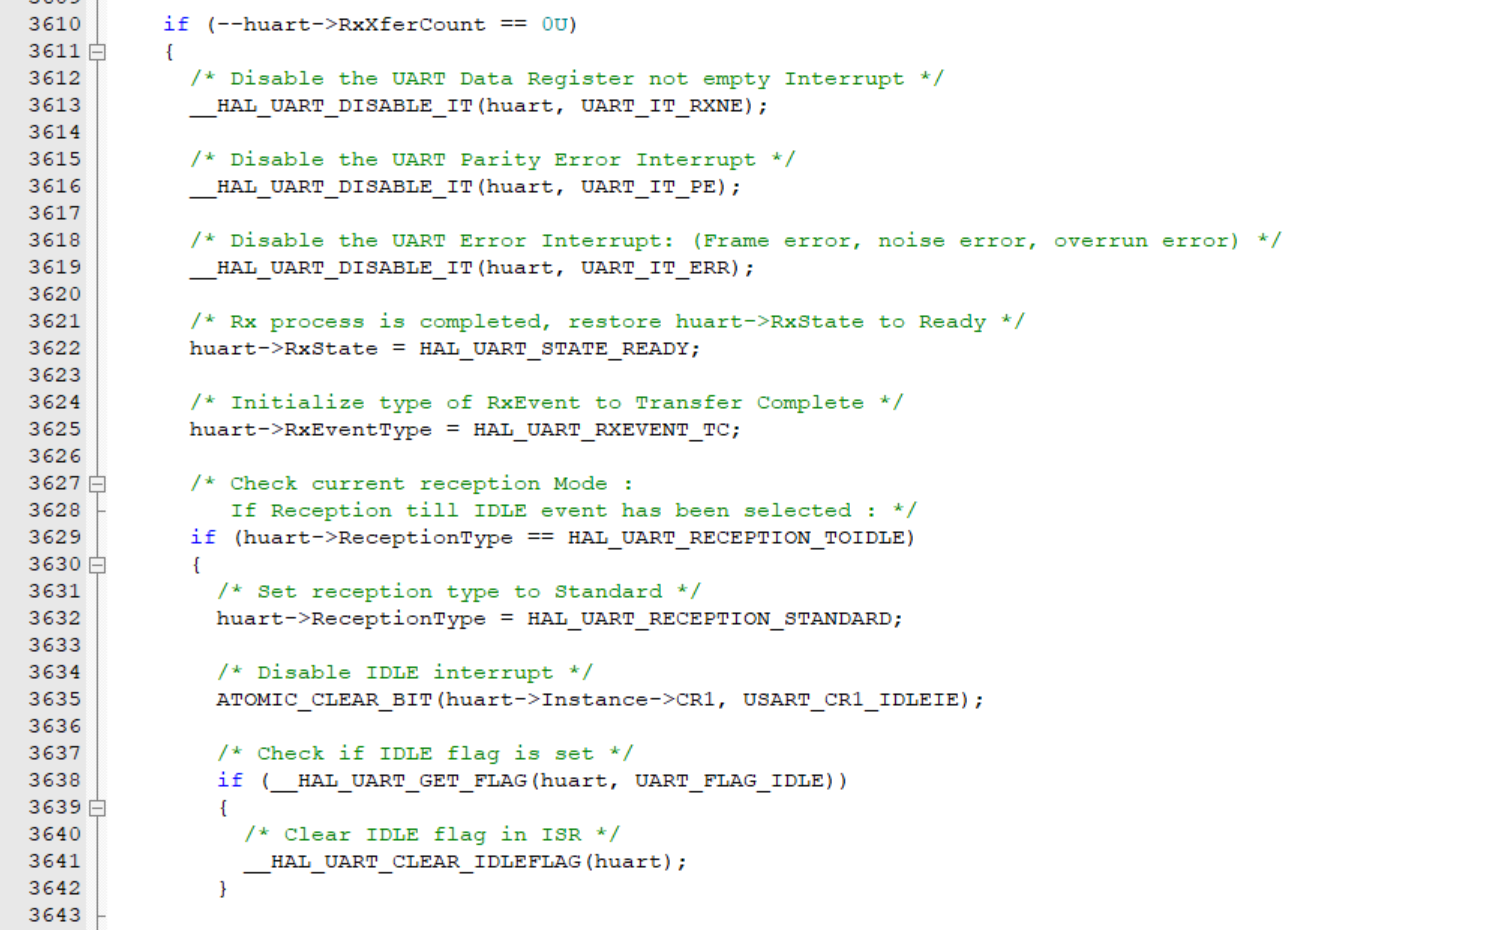 3610 if (--huart->RxXferCount == 0U)
3611 {
3612 /* Disable the UART Data Register not empty Interrupt */
3613 __HAL_UART_DISABLE_IT(huart, UART_IT_RXNE);
3614
3615 /* Disable the UART Parity Error Interrupt */
3616 __HAL_UART_DISABLE_IT(huart, UART_IT_PE);
3617
3618 /* Disable the UART Error Interrupt: (Frame error, noise error, overrun error) */
3619 __HAL_UART_DISABLE_IT(huart, UART_IT_ERR);
3620
3621 /* Rx process is completed, restore huart->RxState to Ready */
3622 huart->RxState = HAL_UART_STATE_READY;
3623
3624 /* Initialize type of RxEvent to Transfer Complete */
3625 huart->RxEventType = HAL_UART_RXEVENT_TC;
3626
3627 /* Check current reception Mode :
3628 If Reception till IDLE event has been selected : */
3629 if (huart->ReceptionType == HAL_UART_RECEPTION_TOIDLE)
3630 {
3631 /* Set reception type to Standard */
3632 huart->ReceptionType = HAL_UART_RECEPTION_STANDARD;
3633
3634 /* Disable IDLE interrupt */
3635 ATOMIC_CLEAR_BIT(huart->Instance->CR1, USART_CR1_IDLEIE);
3636
3637 /* Check if IDLE flag is set */
3638 if (__HAL_UART_GET_FLAG(huart, UART_FLAG_IDLE))
3639 {
3640 /* Clear IDLE flag in ISR */
3641 __HAL_UART_CLEAR_IDLEFLAG(huart);
3642 }
3643